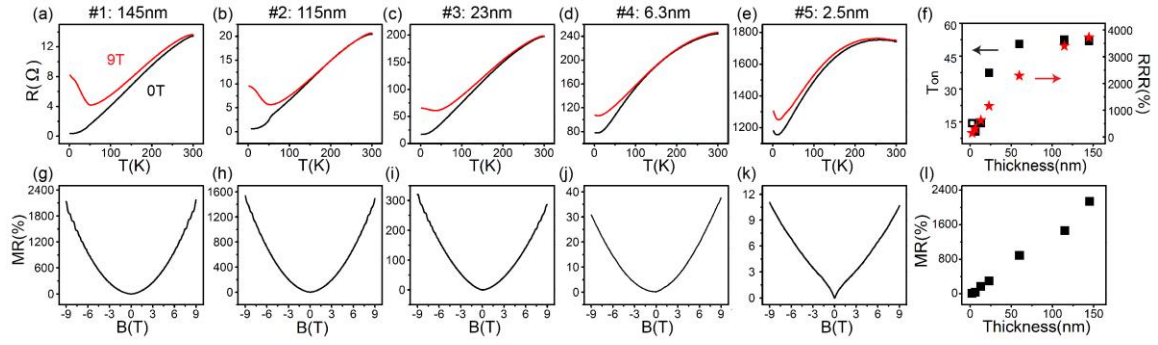 (a) #1: 145nm
(b) #2: 115nm
(c) #3: 23nm
(d) #4: 6.3nm
(e) #5: 2.5nm
(f)
R(Ω)
12
8
4
0
9T
0T
0 100 200 300
T(K)
20
15
10
5
0
0 100 200 300
T(K)
200
150
100
50
0
0 100 200 300
T(K)
240
200
160
120
80
0 100 200 300
T(K)
1800
1600
1400
1200
0 100 200 300
T(K)
Ton
60
45
30
15
4000
3000
2000
1000
0
RRR(%)
0 50 100 150
Thickness(nm)
(g)
MR(%)
2400
1800
1200
600
0
-9 -6 -3 0 3 6 9
B(T)
(h)
1600
1200
800
400
0
-9 -6 -3 0 3 6 9
B(T)
(i)
300
200
100
0
-9 -6 -3 0 3 6 9
B(T)
(j)
40
30
20
10
0
-9 -6 -3 0 3 6 9
B(T)
(k)
12
9
6
3
0
-9 -6 -3 0 3 6 9
B(T)
(l)
MR(%)
2400
1600
800
0
0 50 100 150
Thickness(nm)